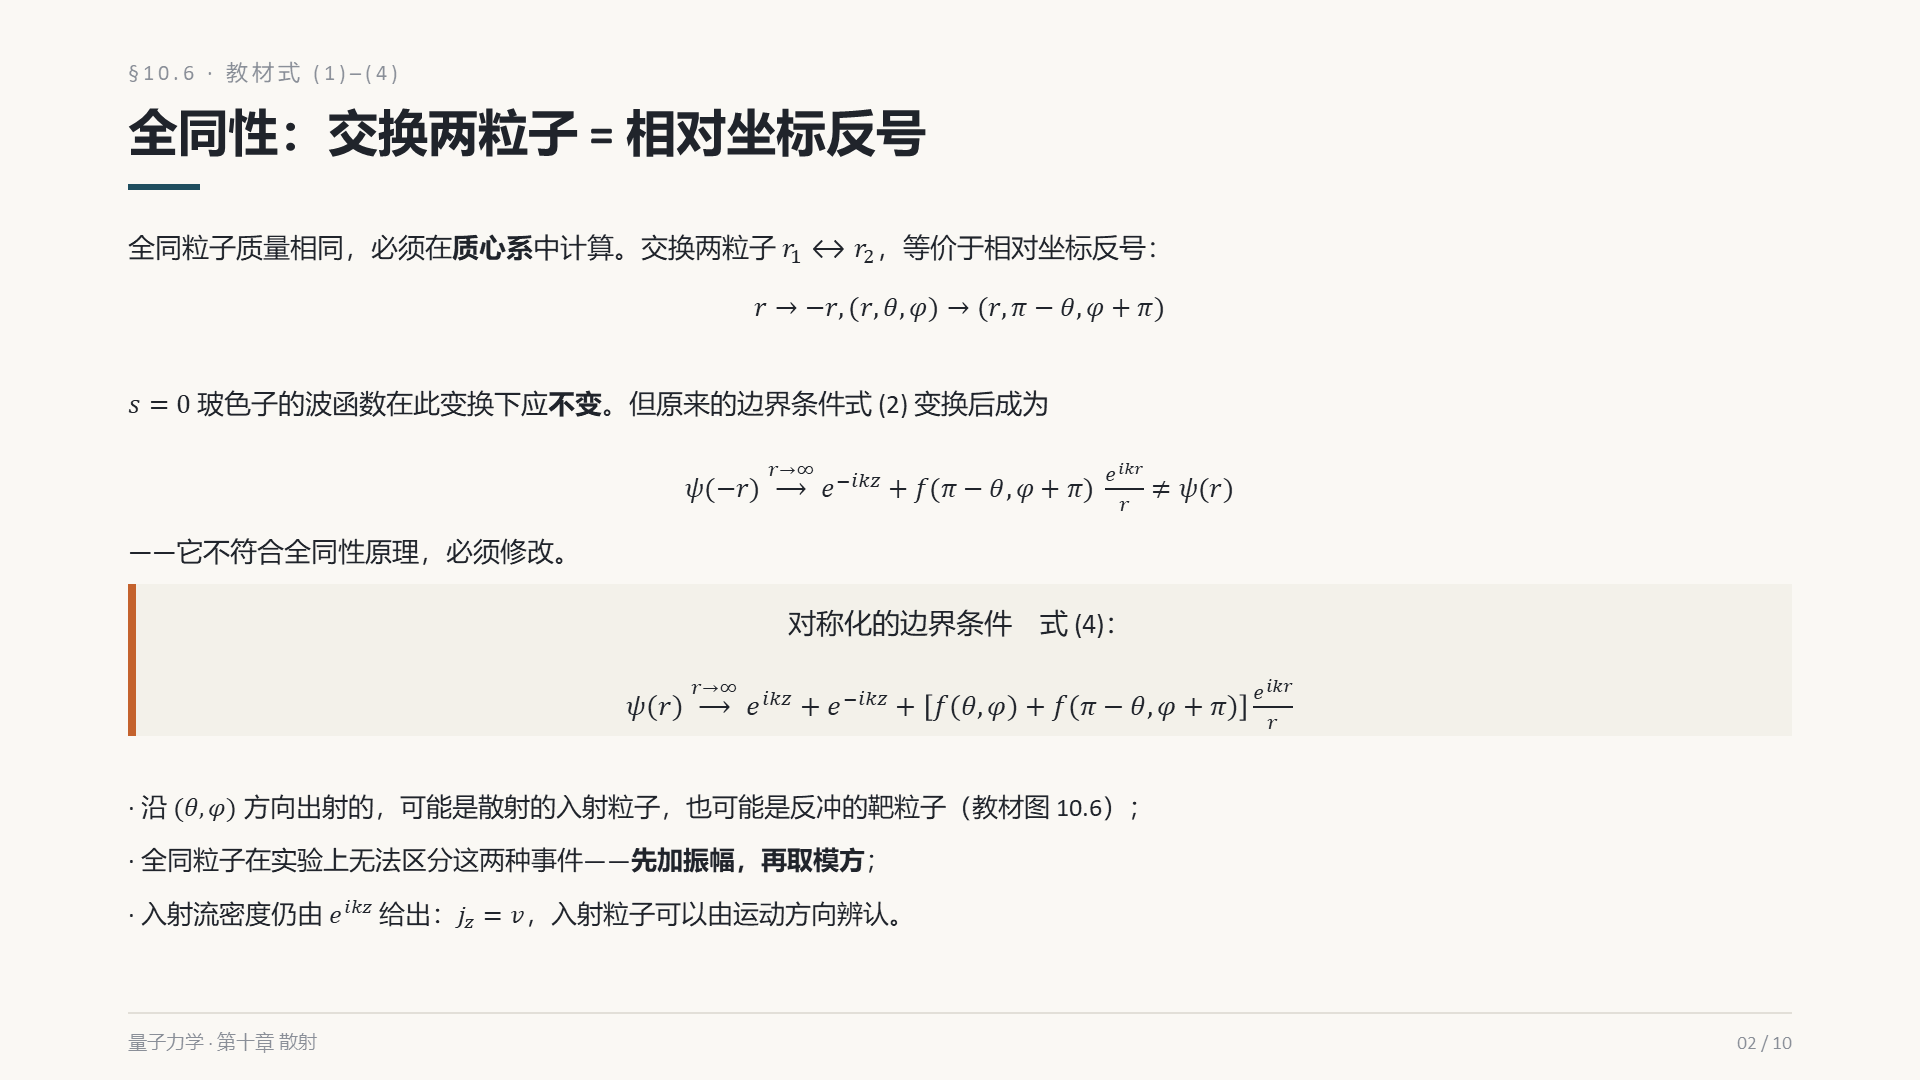 §10.6 · 教材式 (1)–(4)
全同性：交换两粒子 = 相对坐标反号
全同粒子质量相同，必须在质心系中计算。交换两粒子 r₁ ↔ r₂，等价于相对坐标反号：
r → −r, (r, θ, φ) → (r, π − θ, φ + π)
s = 0 玻色子的波函数在此变换下应不变。但原来的边界条件式 (2) 变换后成为
ψ(−r) \overset{r→∞}{⟶} e^{−ikz} + f(π − θ, φ + π) \frac{e^{ikr}}{r} ≠ ψ(r)
——它不符合全同性原理，必须修改。
对称化的边界条件　式 (4)：
ψ(r) \overset{r→∞}{⟶} e^{ikz} + e^{−ikz} + [f(θ, φ) + f(π − θ, φ + π)] \frac{e^{ikr}}{r}
· 沿 (θ, φ) 方向出射的，可能是散射的入射粒子，也可能是反冲的靶粒子（教材图 10.6）；
· 全同粒子在实验上无法区分这两种事件——先加振幅，再取模方；
· 入射流密度仍由 e^{ikz} 给出：j_z = v，入射粒子可以由运动方向辨认。
量子力学 · 第十章 散射
02 / 10